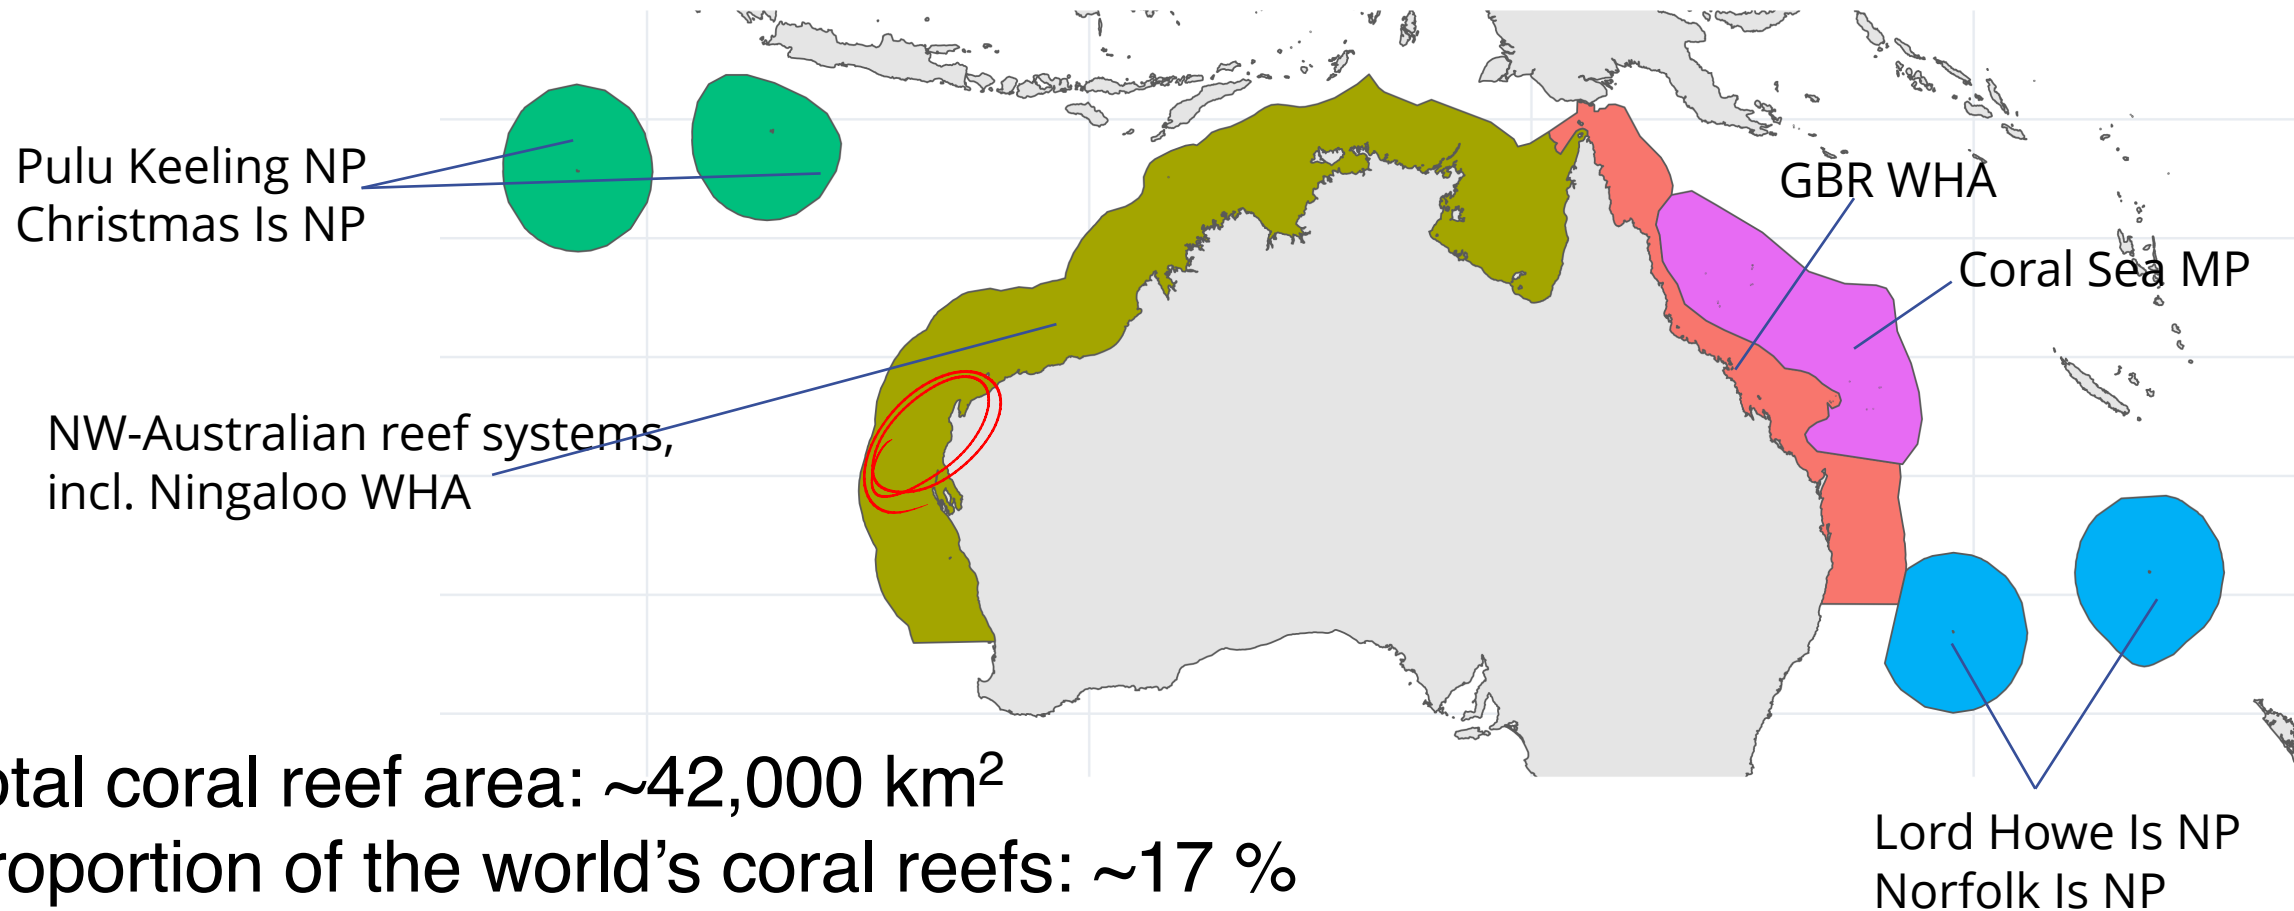 Pulu Keeling NP
Christmas Is NP
GBR WHA
Coral Sea MP
NW-Australian reef systems,
incl. Ningaloo WHA
otal coral reef area: ~42,000 km²
roportion of the world’s coral reefs: ~17 %
Lord Howe Is NP
Norfolk Is NP